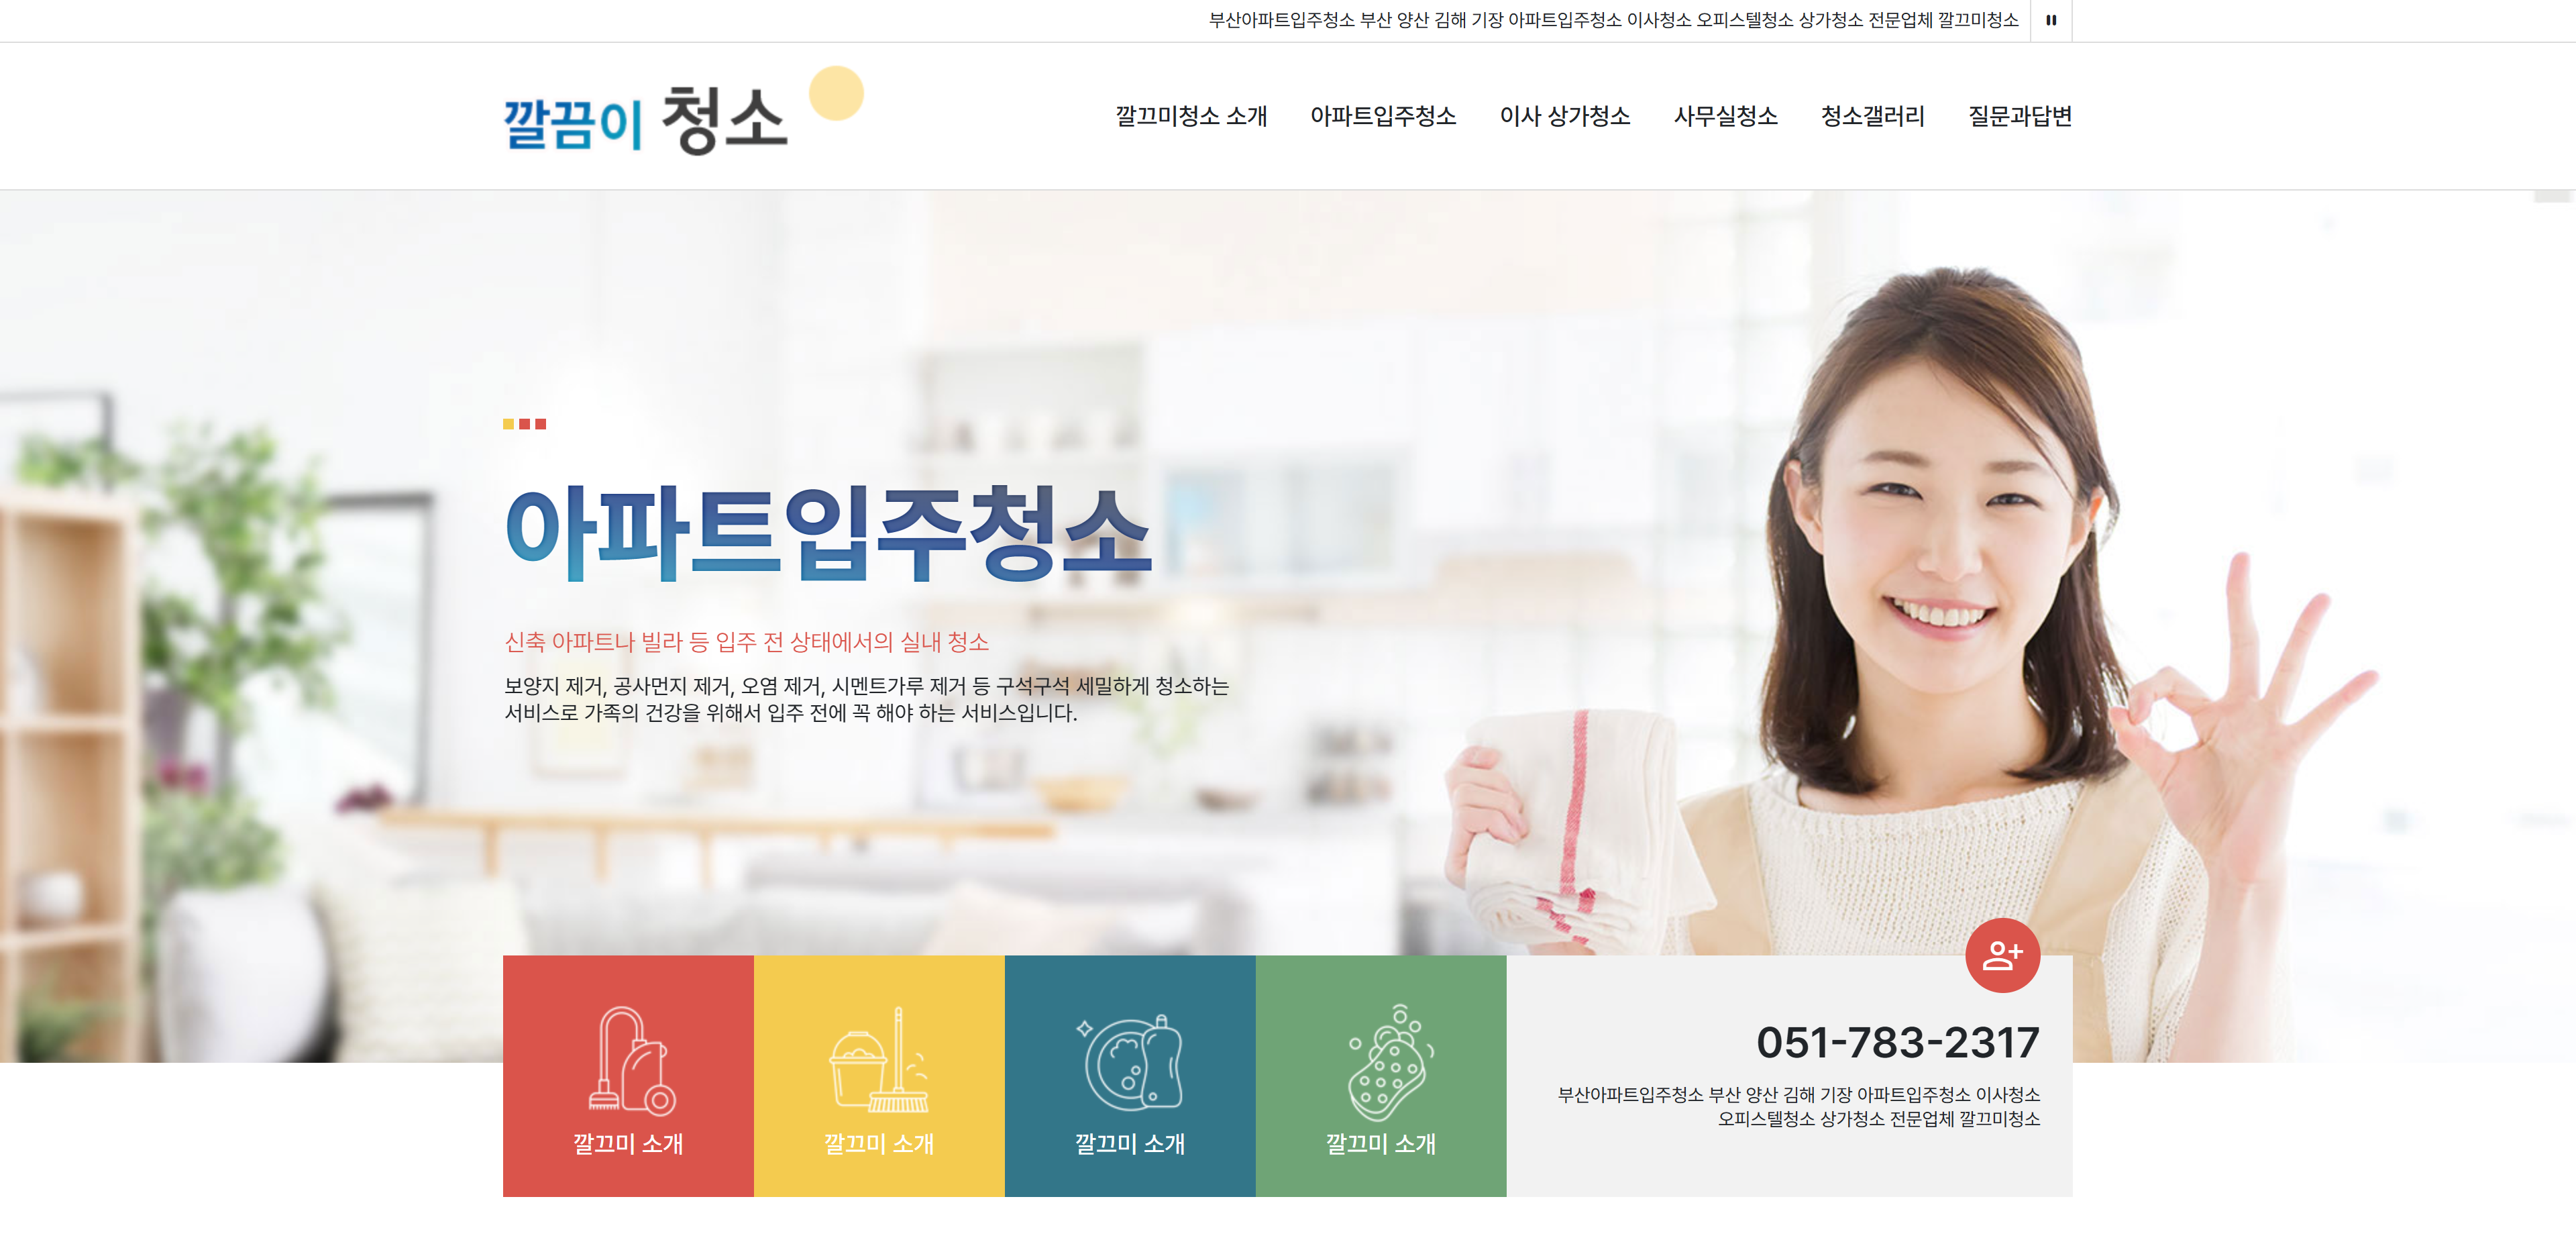 부산아파트입주청소 부산 양산 김해 기장 아파트입주청소 이사청소 오피스텔청소 상가청소 전문업체 깔끄미청소
깔끔이 청소
깔끄미청소 소개 아파트입주청소 이사 상가청소 사무실청소 청소갤러리 질문과답변
아파트입주청소
신축 아파트나 빌라 등 입주 전 상태에서의 실내 청소
보양지 제거, 공사먼지 제거, 오염 제거, 시멘트가루 제거 등 구석구석 세밀하게 청소하는
서비스로 가족의 건강을 위해서 입주 전에 꼭 해야 하는 서비스입니다.
깔끄미 소개 깔끄미 소개 깔끄미 소개 깔끄미 소개
051-783-2317
부산아파트입주청소 부산 양산 김해 기장 아파트입주청소 이사청소
오피스텔청소 상가청소 전문업체 깔끄미청소